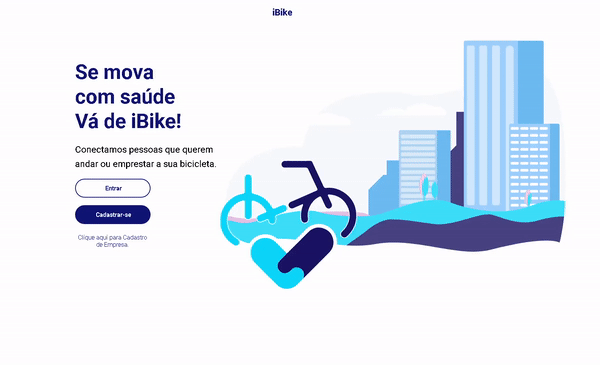 iBike
Se mova
com saúde
Vá de iBike!
Conectamos pessoas que querem
andar ou emprestar a sua bicicleta.
Entrar
Cadastrar-se
Clique aqui para Cadastro
de Empresa.